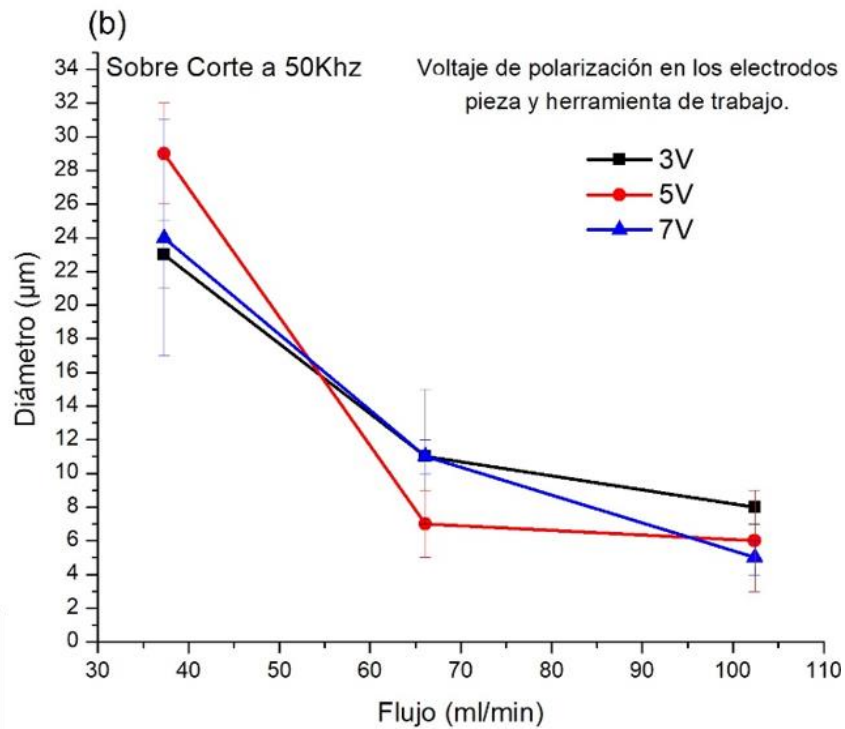 (b)
Sobre Corte a 50Khz
Voltaje de polarización en los electrodos
pieza y herramienta de trabajo.
3V
5V
7V
Diámetro (μm)
34
32
30
28
26
24
22
20
18
16
14
12
10
8
6
4
2
0
30 40 50 60 70 80 90 100 110
Flujo (ml/min)